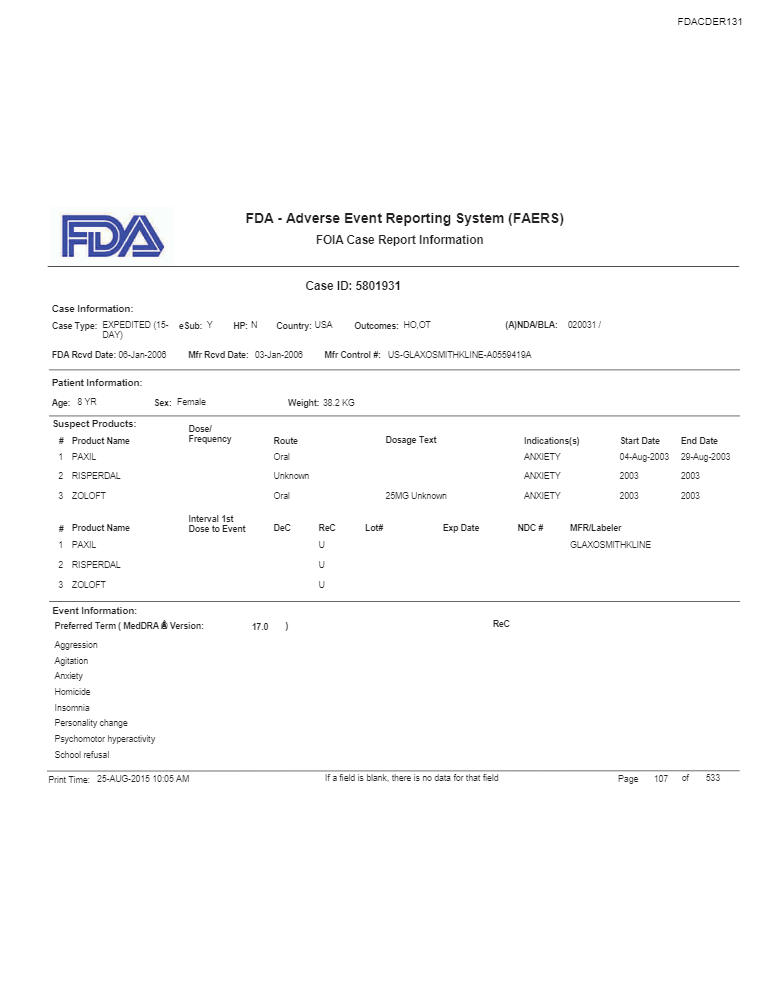 FDACDER131
FDA
FDA - Adverse Event Reporting System (FAERS)
FOIA Case Report Information
Case ID: 5801931
Case Information:
Case Type: EXPEDITED (15-DAY) eSub: Y HP: N Country: USA Outcomes: HO,OT (A)NDA/BLA: 020031 /
FDA Rcvd Date: 06-Jan-2006 Mfr Rcvd Date: 03-Jan-2006 Mfr Control #: US-GLAXOSMITHKLINE-A0559419A
Patient Information:
Age: 8 YR Sex: Female Weight: 38.2 KG
Suspect Products:
# Product Name Dose/Frequency Route Dosage Text Indications(s) Start Date End Date
1 PAXIL Oral ANXIETY 04-Aug-2003 29-Aug-2003
2 RISPERDAL Unknown ANXIETY 2003 2003
3 ZOLOFT Oral 25MG Unknown ANXIETY 2003 2003
# Product Name Interval 1st Dose to Event DeC ReC Lot# Exp Date NDC # MFR/Labeler
1 PAXIL U GLAXOSMITHKLINE
2 RISPERDAL U
3 ZOLOFT U
Event Information:
Preferred Term ( MedDRA Version: 17.0 ) ReC
Aggression
Agitation
Anxiety
Homicide
Insomnia
Personality change
Psychomotor hyperactivity
School refusal
Print Time: 25-AUG-2015 10:05 AM If a field is blank, there is no data for that field Page 107 of 533